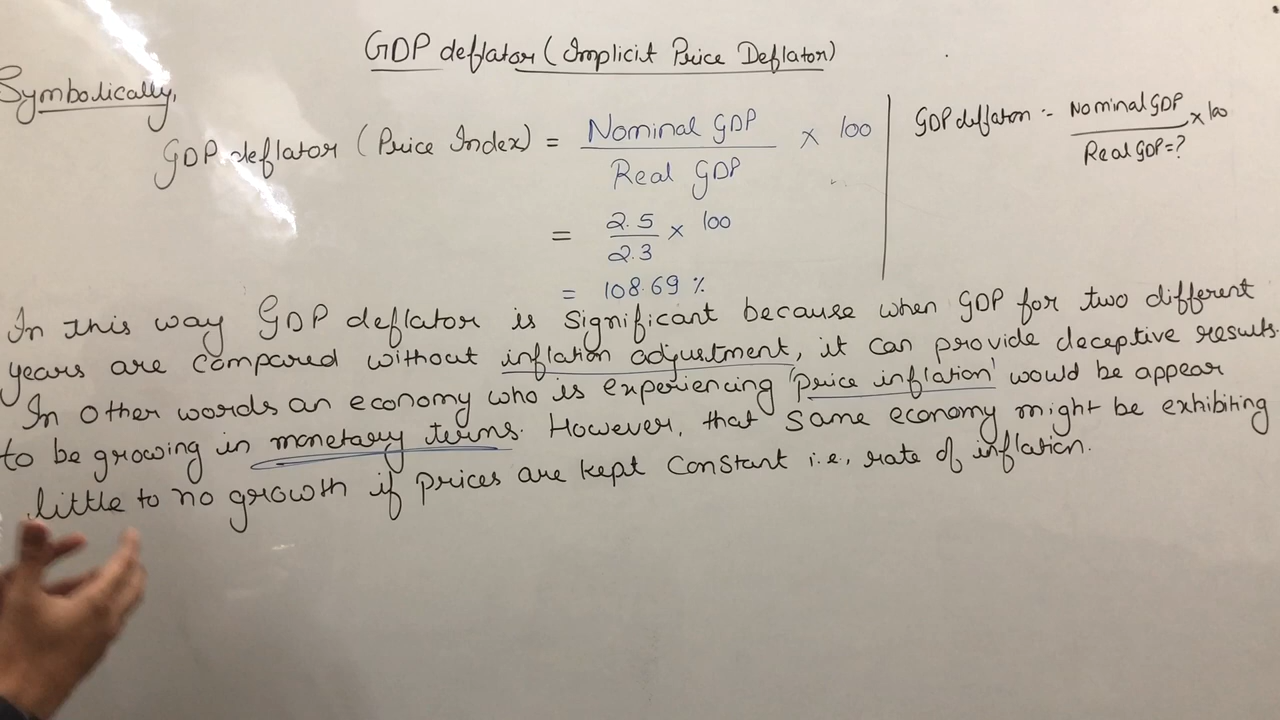 GDP deflator (Implicit Price Deflator)
Symbolically,
GDP deflator (Price Index) = Nominal GDP / Real GDP × 100
= 2.5 / 2.3 × 100
= 108.69 %
GDP deflator :- Nominal GDP / Real GDP = ? × 100
In this way GDP deflator is significant because when GDP for two different
years are compared without inflation adjustment, it can provide deceptive results.
In other words an economy who is experiencing 'price inflation' would be appear
to be growing in monetary terms. However, that same economy might be exhibiting
little to no growth if prices are kept constant i.e., rate of inflation.